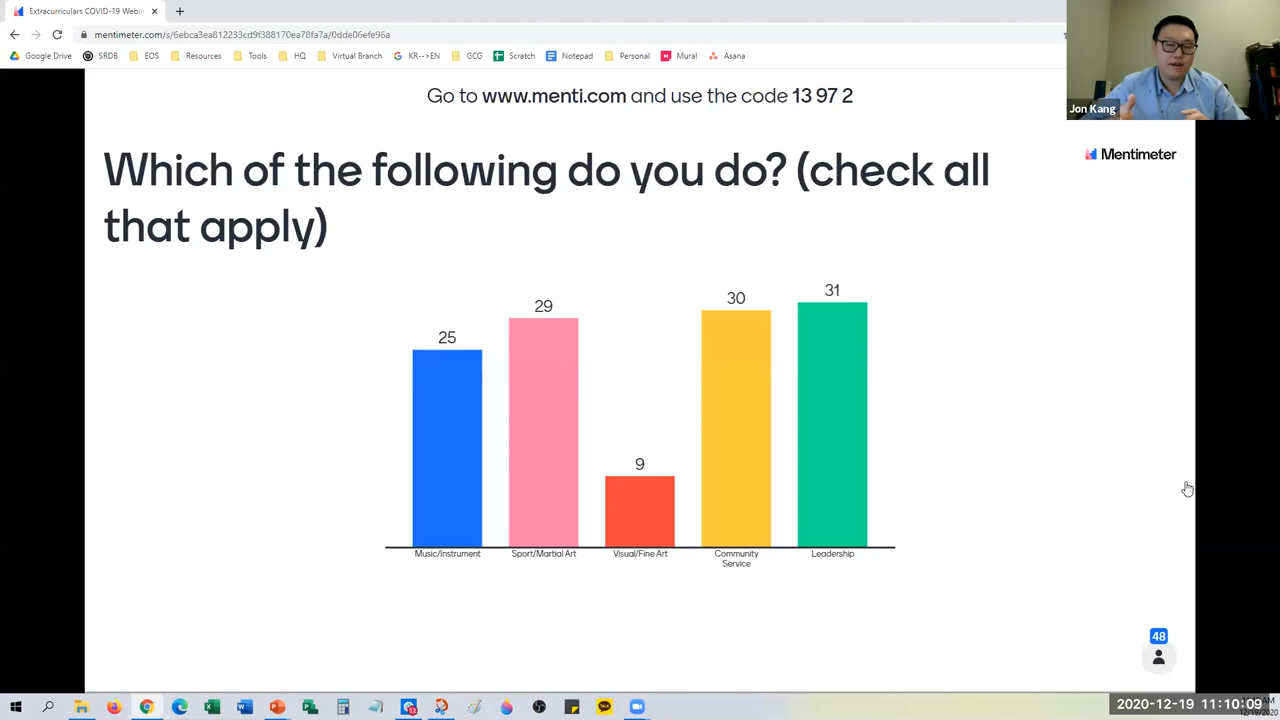 Extracurriculars COVID-19 Webin
mentimeter.com/s/6ebca3ea812233cd9f388170ea78fa7a/0dde06efe96a
Google Drive SRDB EOS Resources Tools HQ Virtual Branch KR-->EN GCG Scratch Notepad Personal Mural Asana
Jon Kang
Go to www.menti.com and use the code 13 97 2
Mentimeter
Which of the following do you do? (check all
that apply)
25 29 9 30 31
Music/Instrument Sport/Martial Art Visual/Fine Art Community Service Leadership
48
2020-12-19 11:10:09